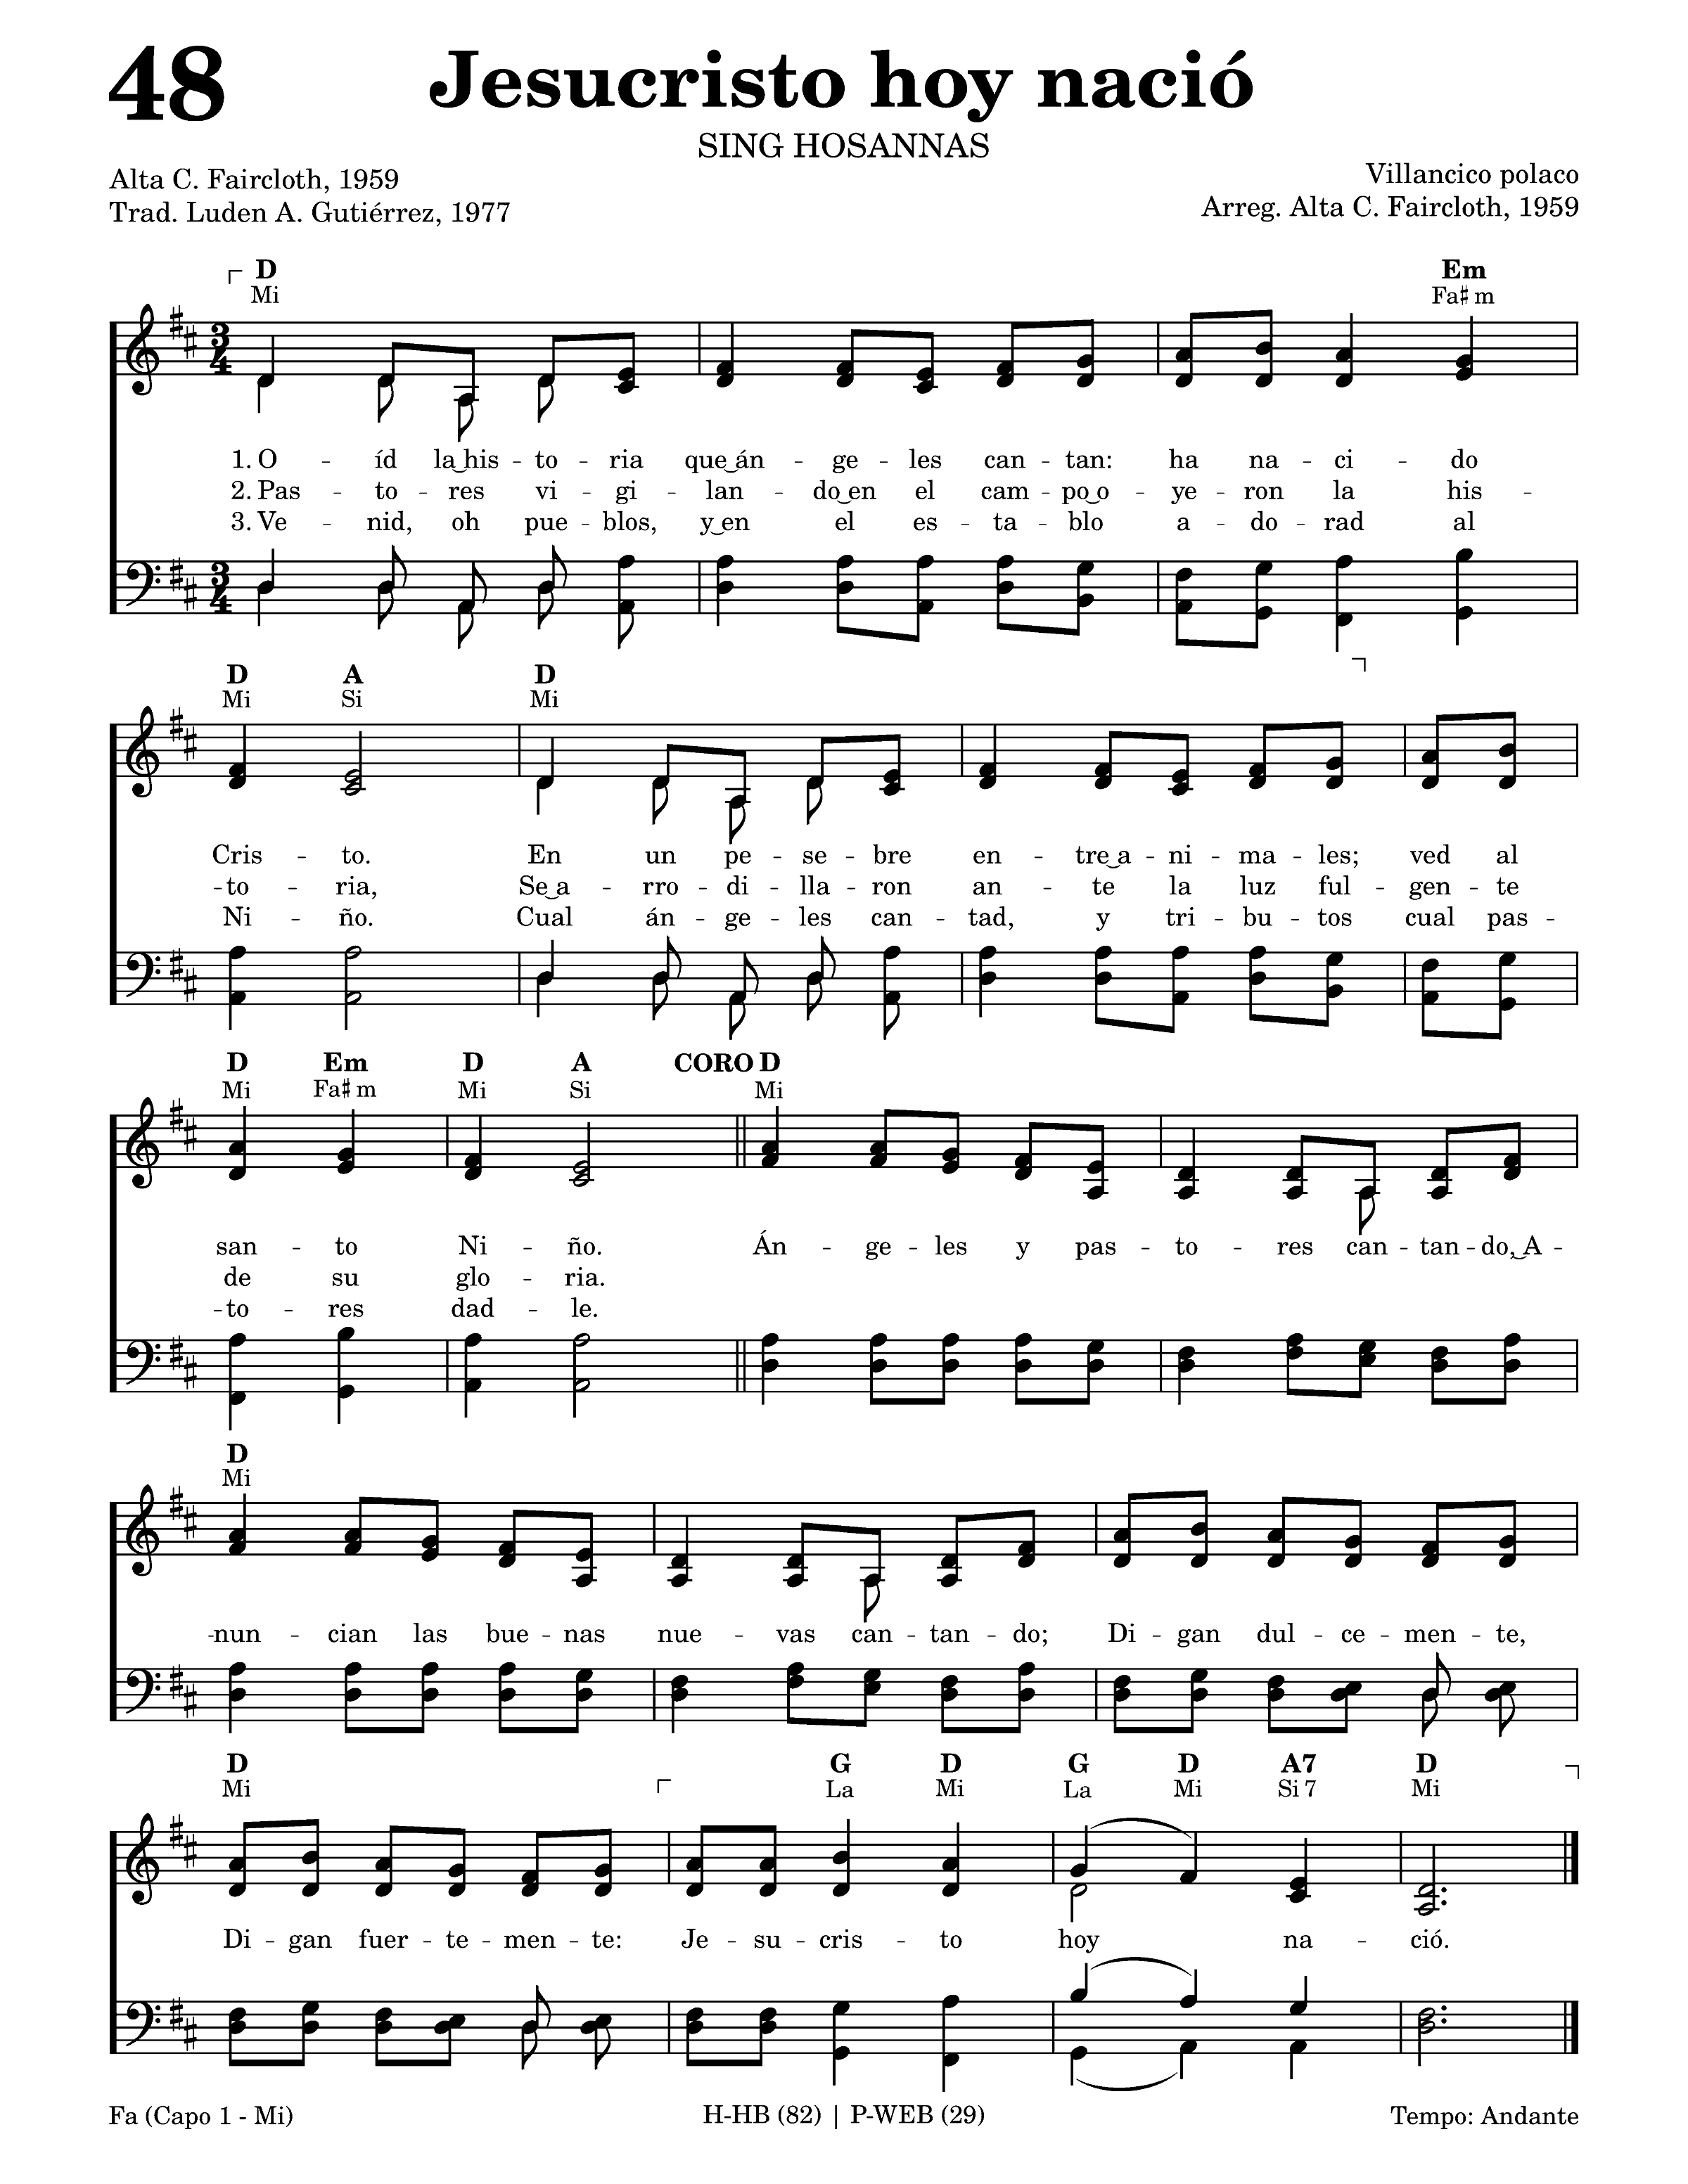 48 Jesucristo hoy nació
SING HOSANNAS
Alta C. Faircloth, 1959
Trad. Luden A. Gutiérrez, 1977
Villancico polaco
Arreg. Alta C. Faircloth, 1959
D Em
Mi Fa♯m
3 4
1. O - íd la‿his - to - ria que‿án - ge - les can - tan: ha na - ci - do
2. Pas - to - res vi - gi - lan - do‿en el cam - po‿o - ye - ron la his -
3. Ve - nid, oh pue - blos, y‿en el es - ta - blo a - do - rad al
3 4
D A D
Mi Si Mi
Cris - to. En un pe - se - bre en - tre‿a - ni - ma - les; ved al
- to - ria, Se‿a - rro - di - lla - ron an - te la luz ful - gen - te
Ni - ño. Cual án - ge - les can - tad, y tri - bu - tos cual pas -
D Em D A CORO D
Mi Fa♯m Mi Si Mi
san - to Ni - ño. Án - ge - les y pas - to - res can - tan - do,‿A -
de su glo - ria.
- to - res dad - le.
D
Mi
- nun - cian las bue - nas nue - vas can - tan - do; Di - gan dul - ce - men - te,
D G D G D A7 D
Mi La Mi La Mi Si 7 Mi
Di - gan fuer - te - men - te: Je - su - cris - to hoy na - ció.
Fa (Capo 1 - Mi) H-HB (82) | P-WEB (29) Tempo: Andante